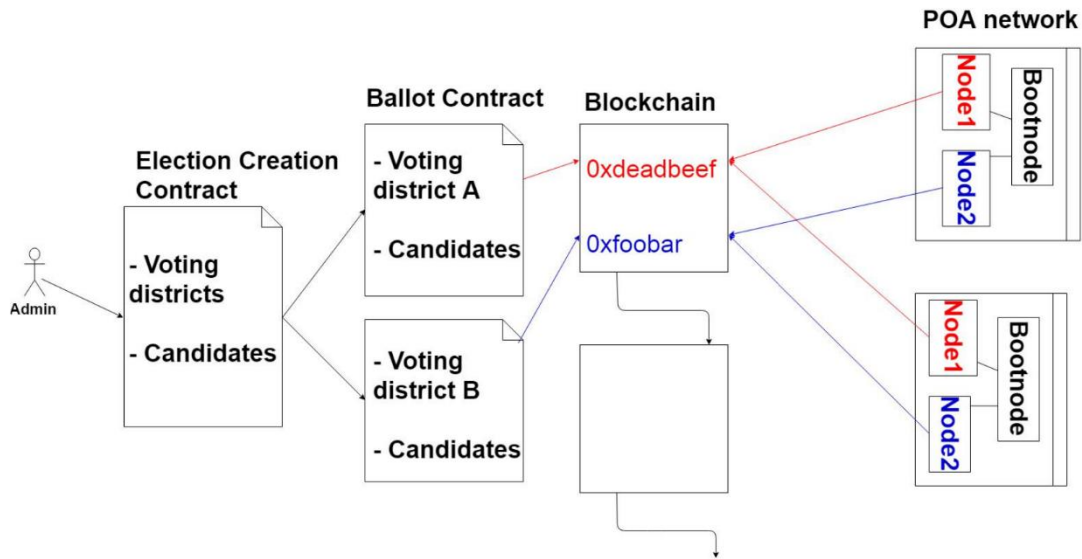 POA network
Node1
Bootnode
Node2
Ballot Contract
Blockchain
Election Creation
Contract
- Voting
district A
- Candidates
0xdeadbeef
0xfoobar
- Voting
districts
- Candidates
Admin
- Voting
district B
- Candidates
Node1
Bootnode
Node2